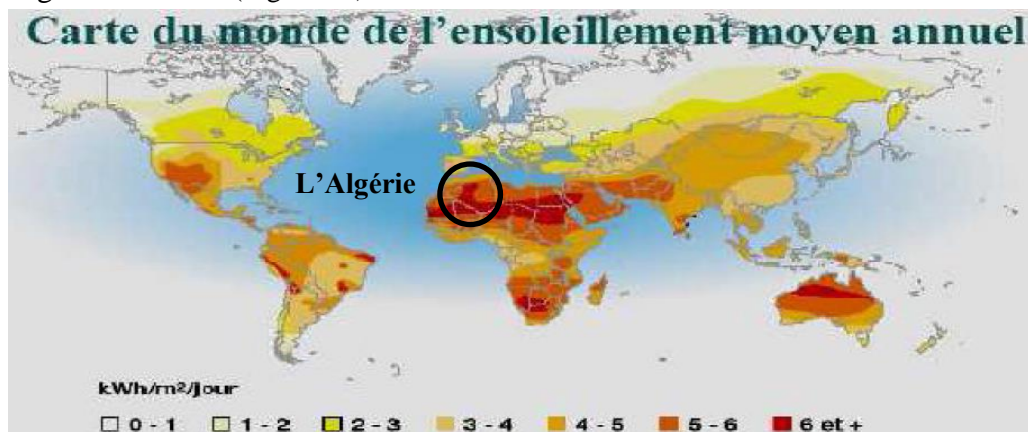 Carte du monde de l'ensoleillement moyen annuel
L'Algérie
kWh/m²/jour
0 - 1 1 - 2 2 - 3 3 - 4 4 - 5 5 - 6 6 et +